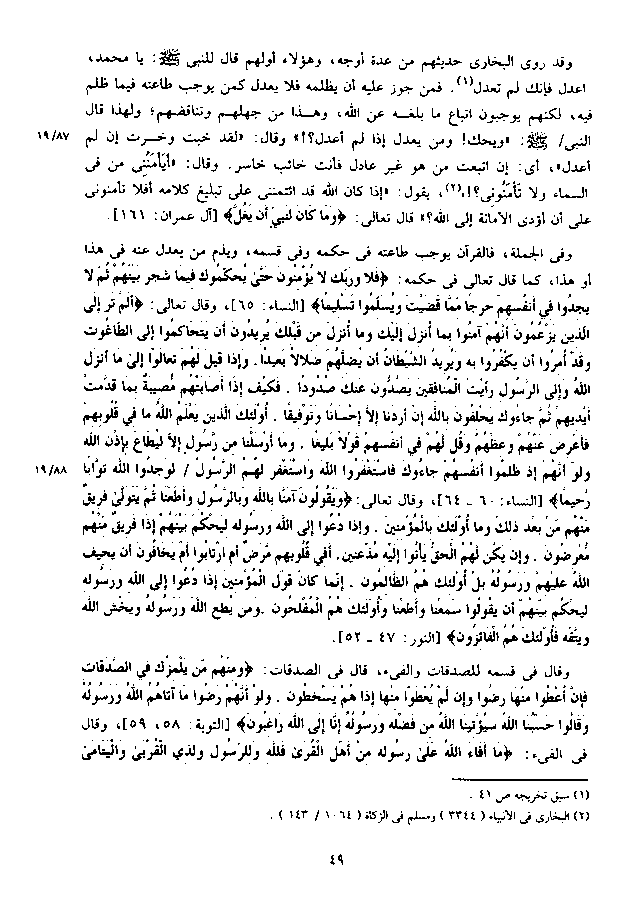 وقد روى البخارى حديثهم من عدة أوجه، وهؤلاء أولهم قال للنبى ﷺ: يا محمد،
اعدل فإنك لم تعدل(١). فمن جوز عليه أن يظلمه فلا يعدل كمن يوجب طاعته فيما ظلم
فيه، لكنهم يوجبون اتباع ما بلغه عن الله، وهذا من جهلهم وتناقضهم؛ ولهذا قال
١٩/٨٧ النبى/ ﷺ: «ويحك! ومن يعدل إذا لم أعدل؟!» وقال: «لقد خبت وخسرت إن لم
أعدل»، أى: إن اتبعت من هو غير عادل فأنت خائب خاسر. وقال: «أيأمننى من فى
السماء ولا تأمنونى؟!»(٢)، يقول: «إذا كان الله قد ائتمننى على تبليغ كلامه أفلا تأمنونى
على أن أؤدى الأمانة إلى الله؟» قال تعالى: ﴿وَمَا كَانَ لِنَبِيٍّ أَن يَغُلَّ﴾ [آل عمران: ١٦١].
وفى الجملة، فالقرآن يوجب طاعته فى حكمه وفى قسمه، ويذم من يعدل عنه فى هذا
أو هذا، كما قال تعالى فى حكمه: ﴿فَلا وَرَبِّكَ لا يُؤْمِنُونَ حَتَّىٰ يُحَكِّمُوكَ فِيمَا شَجَرَ بَيْنَهُمْ ثُمَّ لا
يَجِدُوا فِي أَنفُسِهِمْ حَرَجًا مِّمَّا قَضَيْتَ وَيُسَلِّمُوا تَسْلِيمًا﴾ [النساء: ٦٥]، وقال تعالى: ﴿أَلَمْ تَرَ إِلَى
الَّذِينَ يَزْعُمُونَ أَنَّهُمْ آمَنُوا بِمَا أُنزِلَ إِلَيْكَ وَمَا أُنزِلَ مِن قَبْلِكَ يُرِيدُونَ أَن يَتَحَاكَمُوا إِلَى الطَّاغُوتِ
وَقَدْ أُمِرُوا أَن يَكْفُرُوا بِهِ وَيُرِيدُ الشَّيْطَانُ أَن يُضِلَّهُمْ ضَلالاً بَعِيدًا. وَإِذَا قِيلَ لَهُمْ تَعَالَوْا إِلَىٰ مَا أَنزَلَ
اللَّهُ وَإِلَى الرَّسُولِ رَأَيْتَ الْمُنَافِقِينَ يَصُدُّونَ عَنكَ صُدُودًا . فَكَيْفَ إِذَا أَصَابَتْهُم مُّصِيبَةٌ بِمَا قَدَّمَتْ
أَيْدِيهِمْ ثُمَّ جَاءُوكَ يَحْلِفُونَ بِاللَّهِ إِنْ أَرَدْنَا إِلاَّ إِحْسَانًا وَتَوْفِيقًا . أُولَئِكَ الَّذِينَ يَعْلَمُ اللَّهُ مَا فِي قُلُوبِهِمْ
فَأَعْرِضْ عَنْهُمْ وَعِظْهُمْ وَقُل لَّهُمْ فِي أَنفُسِهِمْ قَوْلاً بَلِيغًا . وَمَا أَرْسَلْنَا مِن رَّسُولٍ إِلاَّ لِيُطَاعَ بِإِذْنِ اللَّهِ
١٩/٨٨ وَلَوْ أَنَّهُمْ إِذ ظَّلَمُوا أَنفُسَهُمْ جَاءُوكَ فَاسْتَغْفَرُوا اللَّهَ وَاسْتَغْفَرَ لَهُمُ الرَّسُولُ / لَوَجَدُوا اللَّهَ تَوَّابًا
رَّحِيمًا﴾ [النساء: ٦٠ ـ ٦٤]، وقال تعالى: ﴿وَيَقُولُونَ آمَنَّا بِاللَّهِ وَبِالرَّسُولِ وَأَطَعْنَا ثُمَّ يَتَوَلَّىٰ فَرِيقٌ
مِّنْهُم مِّنْ بَعْدِ ذَلِكَ وَمَا أُولَئِكَ بِالْمُؤْمِنِينَ . وَإِذَا دُعُوا إِلَى اللَّهِ وَرَسُولِهِ لِيَحْكُمَ بَيْنَهُمْ إِذَا فَرِيقٌ مِّنْهُم
مُّعْرِضُونَ . وَإِن يَكُن لَّهُمُ الْحَقُّ يَأْتُوا إِلَيْهِ مُذْعِنِينَ. أَفِي قُلُوبِهِم مَّرَضٌ أَمِ ارْتَابُوا أَمْ يَخَافُونَ أَن يَحِيفَ
اللَّهُ عَلَيْهِمْ وَرَسُولُهُ بَلْ أُولَئِكَ هُمُ الظَّالِمُونَ . إِنَّمَا كَانَ قَوْلَ الْمُؤْمِنِينَ إِذَا دُعُوا إِلَى اللَّهِ وَرَسُولِهِ
لِيَحْكُمَ بَيْنَهُمْ أَن يَقُولُوا سَمِعْنَا وَأَطَعْنَا وَأُولَئِكَ هُمُ الْمُفْلِحُونَ .وَمَن يُطِعِ اللَّهَ وَرَسُولَهُ وَيَخْشَ اللَّهَ
وَيَتَّقْهِ فَأُولَئِكَ هُمُ الْفَائِزُونَ﴾ [النور: ٤٧ ـ ٥٢].
وقال فى قسمه للصدقات والفىء، قال فى الصدقات: ﴿وَمِنْهُم مَّن يَلْمِزُكَ فِي الصَّدَقَاتِ
فَإِنْ أُعْطُوا مِنْهَا رَضُوا وَإِن لَّمْ يُعْطَوْا مِنْهَا إِذَا هُمْ يَسْخَطُونَ . وَلَوْ أَنَّهُمْ رَضُوا مَا آتَاهُمُ اللَّهُ وَرَسُولُهُ
وَقَالُوا حَسْبُنَا اللَّهُ سَيُؤْتِينَا اللَّهُ مِن فَضْلِهِ وَرَسُولُهُ إِنَّا إِلَى اللَّهِ رَاغِبُونَ﴾ [التوبة: ٥٨، ٥٩]، وقال
فى الفىء: ﴿مَا أَفَاءَ اللَّهُ عَلَىٰ رَسُولِهِ مِنْ أَهْلِ الْقُرَىٰ فَلِلَّهِ وَلِلرَّسُولِ وَلِذِي الْقُرْبَىٰ وَالْيَتَامَىٰ
(١) سبق تخريجه ص ٤١ .
(٢) البخارى فى الأنبياء ( ٣٣٤٤ ) ومسلم فى الزكاة ( ١٠٦٤ / ١٤٣ ) .
٤٩